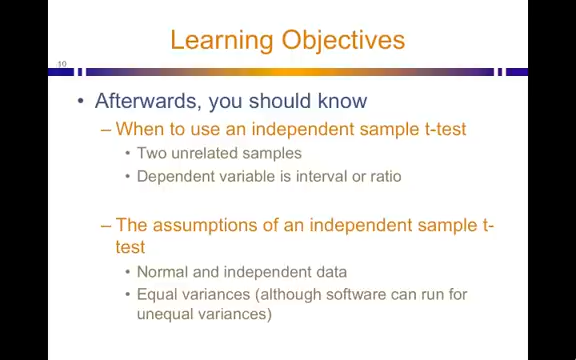 Learning Objectives
10
• Afterwards, you should know
– When to use an independent sample t-test
• Two unrelated samples
• Dependent variable is interval or ratio
– The assumptions of an independent sample t-
test
• Normal and independent data
• Equal variances (although software can run for
unequal variances)